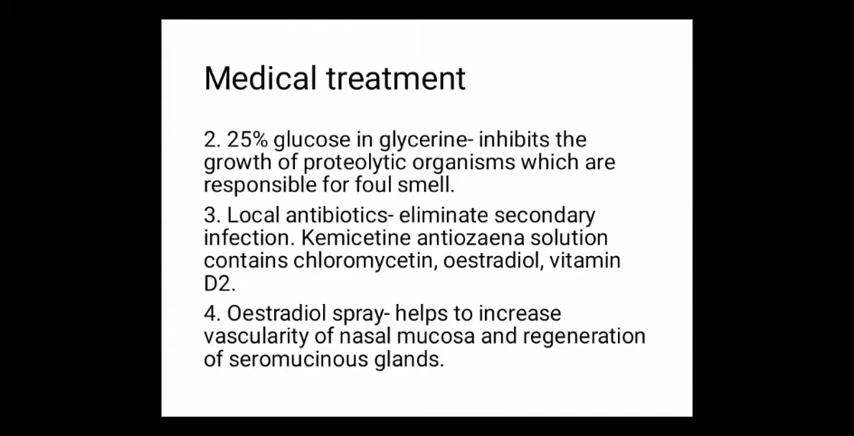 Medical treatment
2. 25% glucose in glycerine- inhibits the
growth of proteolytic organisms which are
responsible for foul smell.
3. Local antibiotics- eliminate secondary
infection. Kemicetine antiozaena solution
contains chloromycetin, oestradiol, vitamin
D2.
4. Oestradiol spray- helps to increase
vascularity of nasal mucosa and regeneration
of seromucinous glands.